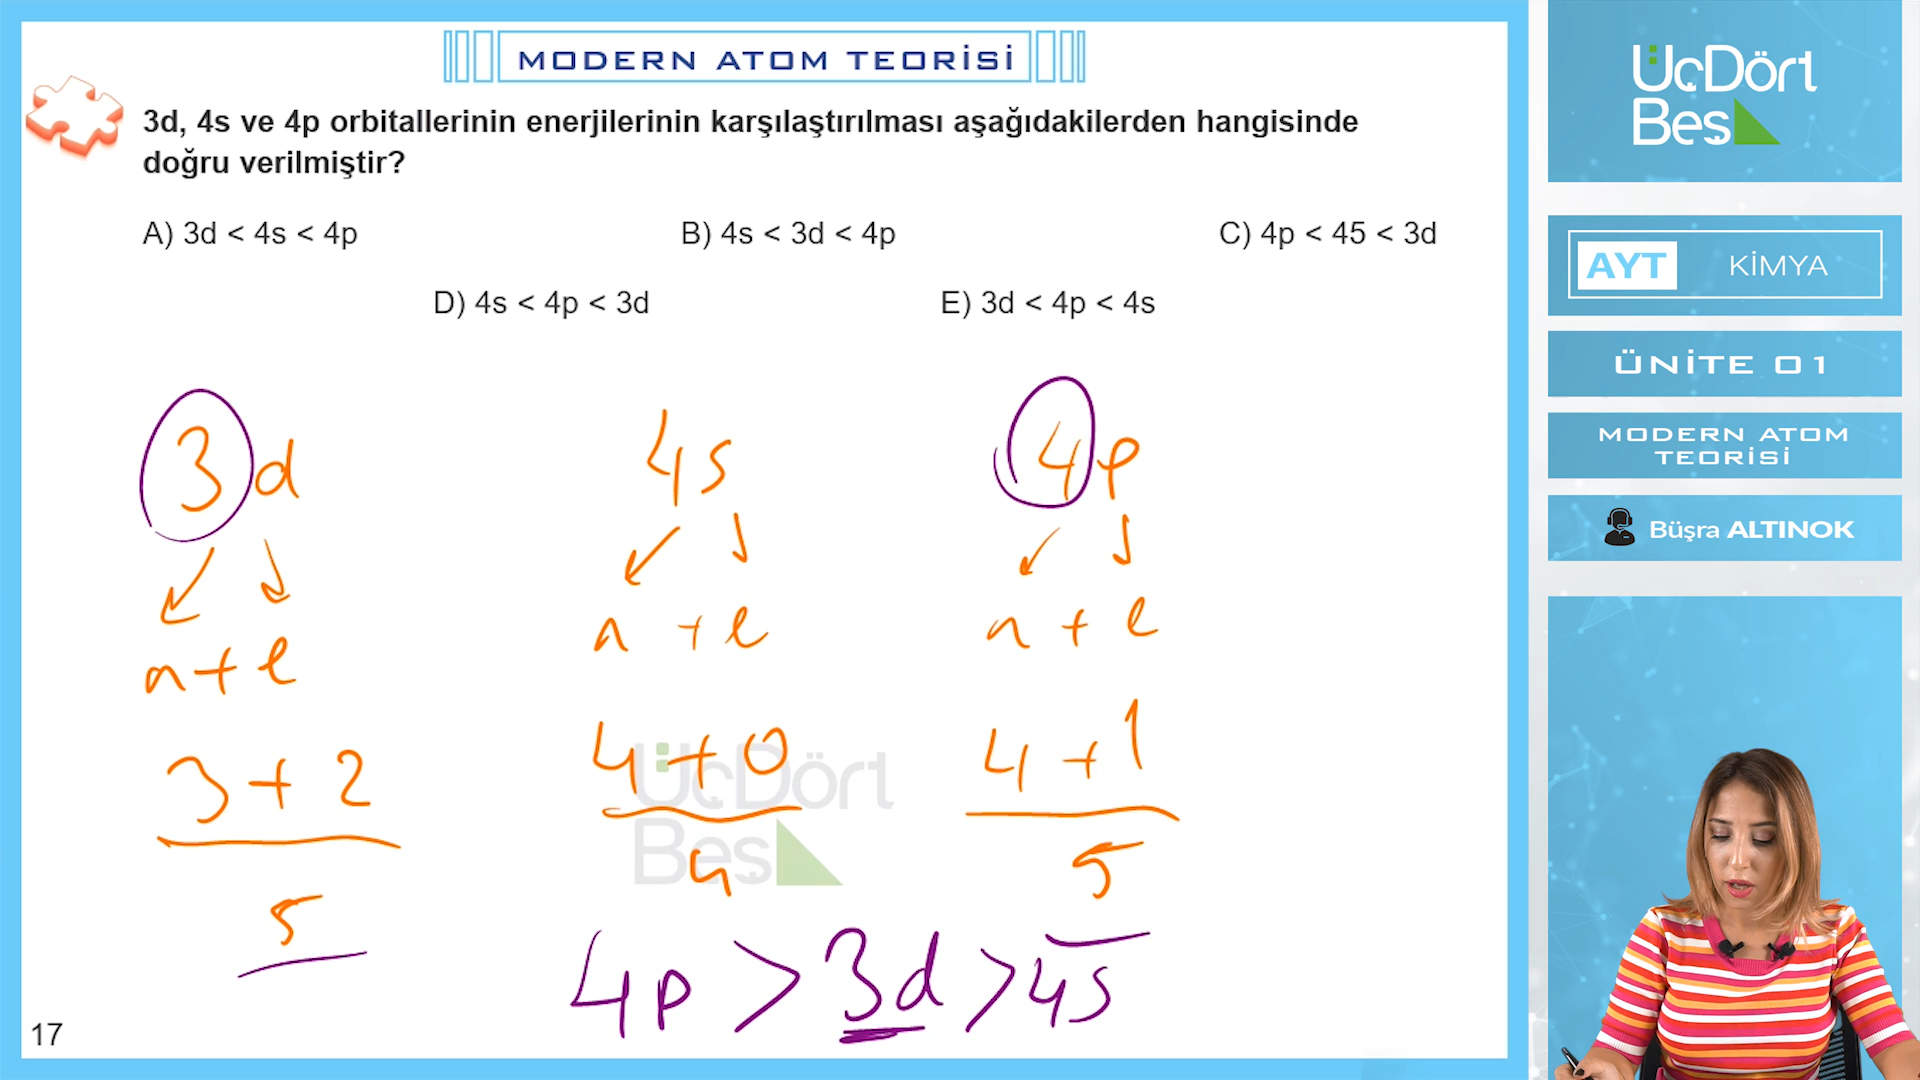 MODERN ATOM TEORİSİ
3d, 4s ve 4p orbitallerinin enerjilerinin karşılaştırılması aşağıdakilerden hangisinde
doğru verilmiştir?
A) 3d < 4s < 4p
B) 4s < 3d < 4p
C) 4p < 45 < 3d
D) 4s < 4p < 3d
E) 3d < 4p < 4s
3d
4s
4p
n+l
n+l
n+l
3+2
4+0
4+1
5
4
5
4p > 3d > 4s
ÜçDört
Beş
17
ÜçDört
Beş
AYT KİMYA
ÜNİTE 01
MODERN ATOM
TEORİSİ
Büşra ALTINOK